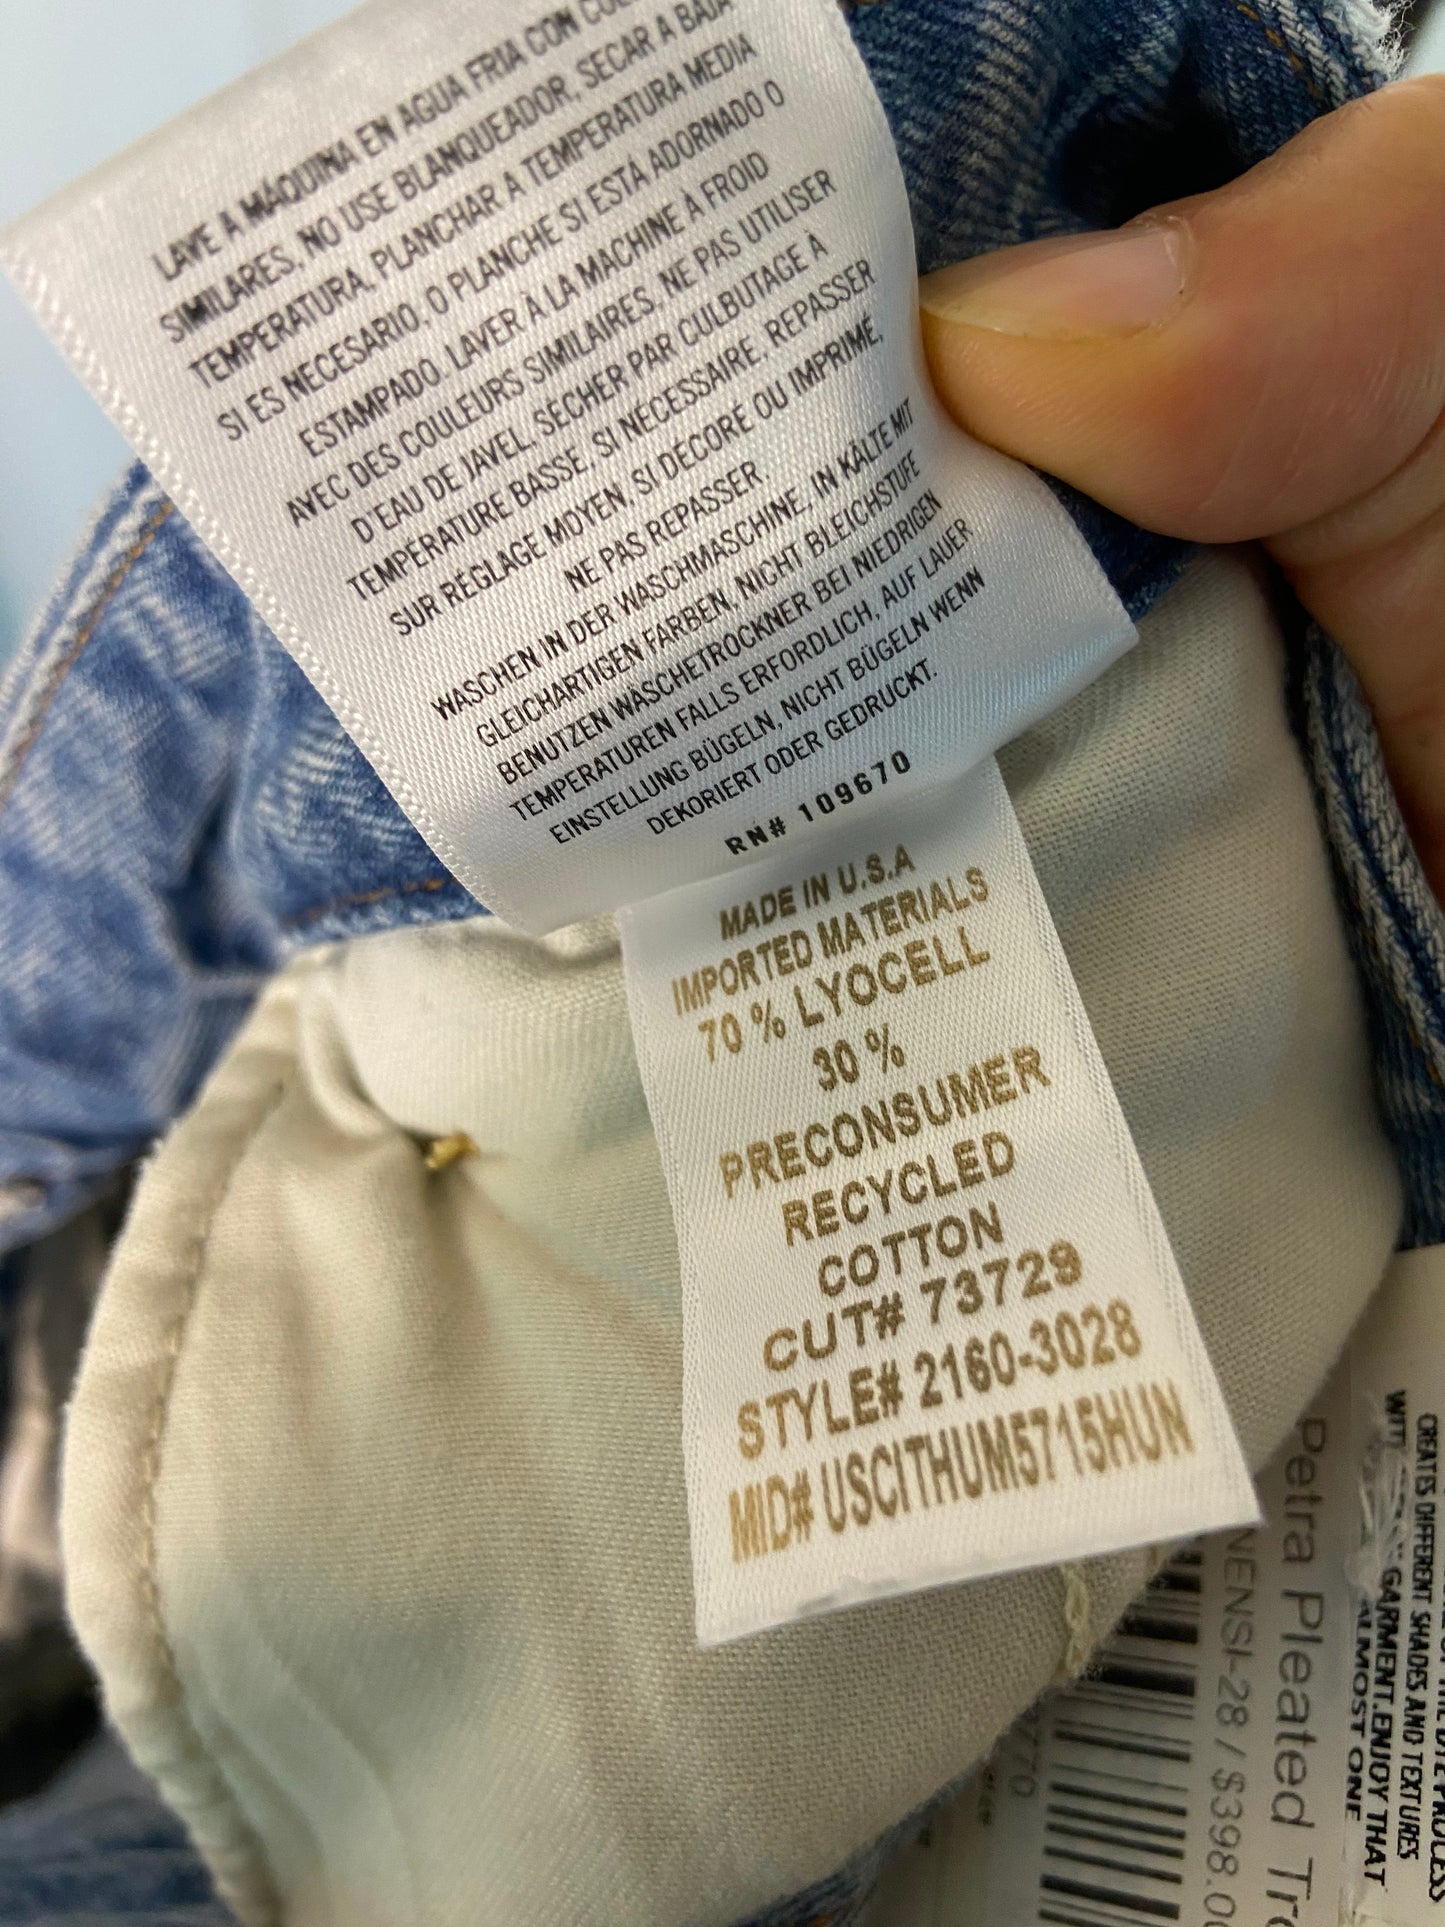 LAVE A MÁQUINA EN AGUA FRIA CON
SIMILARES, NO USE BLANQUEADOR, SECAR A BAJA
TEMPERATURA, PLANCHAR A TEMPERATURA MEDIA
SI ES NECESARIO, O PLANCHE SI ESTÁ ADORNADO O
ESTAMPADO. LAVER À LA MACHINE À FROID
AVEC DES COULEURS SIMILAIRES, NE PAS UTILISER
D'EAU DE JAVEL, SÉCHER PAR CULBUTAGE À
TEMPERATURE BASSE, SI NÉCESSAIRE, REPASSER
SUR RÉGLAGE MOYEN, SI DÉCORÉ OU IMPRIMÉ,
NE PAS REPASSER.
WASCHEN IN DER WASCHMASCHINE, IN KÄLTE MIT
GLEICHARTIGEN FARBEN, NICHT BLEICHSTUFE
BENUTZEN WASCHETROCKNER BEI NIEDRIGEN
TEMPERATUREN FALLS ERFORDLICH, AUF LAUER
EINSTELLUNG BÜGELN, NICHT BÜGELN WENN
DEKORIERT ODER GEDRUCKT.
RN# 109670
MADE IN U.S.A
IMPORTED MATERIALS
70 % LYOCELL
30 %
PRECONSUMER
RECYCLED
COTTON
CUT# 73729
STYLE# 2160-3028
MID# USCITHUM5715HUN
CREATES DIFFERENT SHADES AND TEXTURES
GARMENT.ENJOY THAT
ALMOST ONE
Petra Pleated
NENSI-28 / $398.0
770